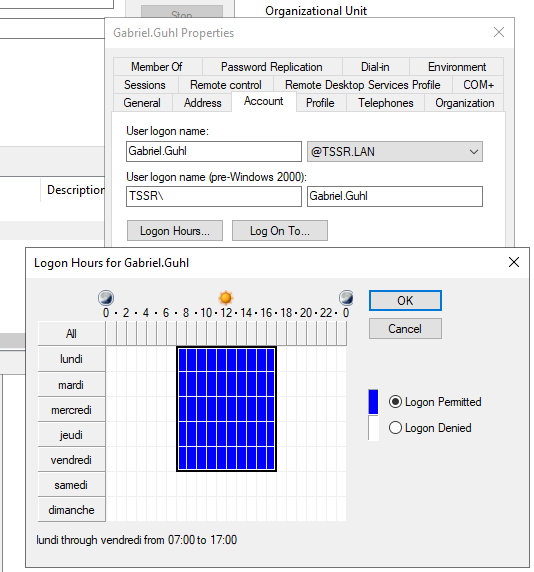 Stop
Organizational Unit
Gabriel.Guhl Properties
Member Of Password Replication Dial-in Environment
Sessions Remote control Remote Desktop Services Profile COM+
General Address Account Profile Telephones Organization
User logon name:
Gabriel.Guhl @TSSR.LAN
User logon name (pre-Windows 2000):
TSSR\ Gabriel.Guhl
Description
Logon Hours... Log On To...
Logon Hours for Gabriel.Guhl
0 · 2 · 4 · 6 · 8 · 10 · 12 · 14 · 16 · 18 · 20 · 22 · 0
All
lundi
mardi
mercredi
jeudi
vendredi
samedi
dimanche
OK
Cancel
Logon Permitted
Logon Denied
lundi through vendredi from 07:00 to 17:00